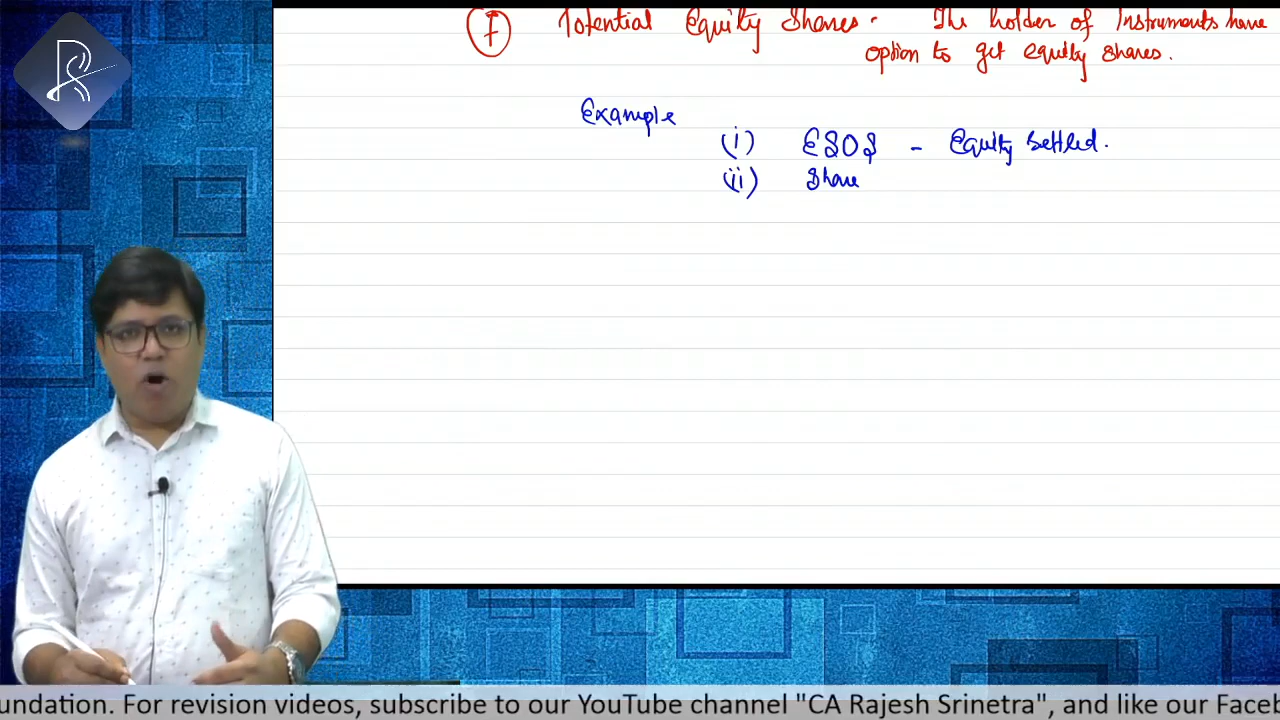 F Potential Equity Shares - The holder of Instruments have
option to get equity shares.
Example
(i) ESOS - Equity Settled.
(ii) Share
undation. For revision videos, subscribe to our YouTube channel "CA Rajesh Srinetra", and like our Faceb